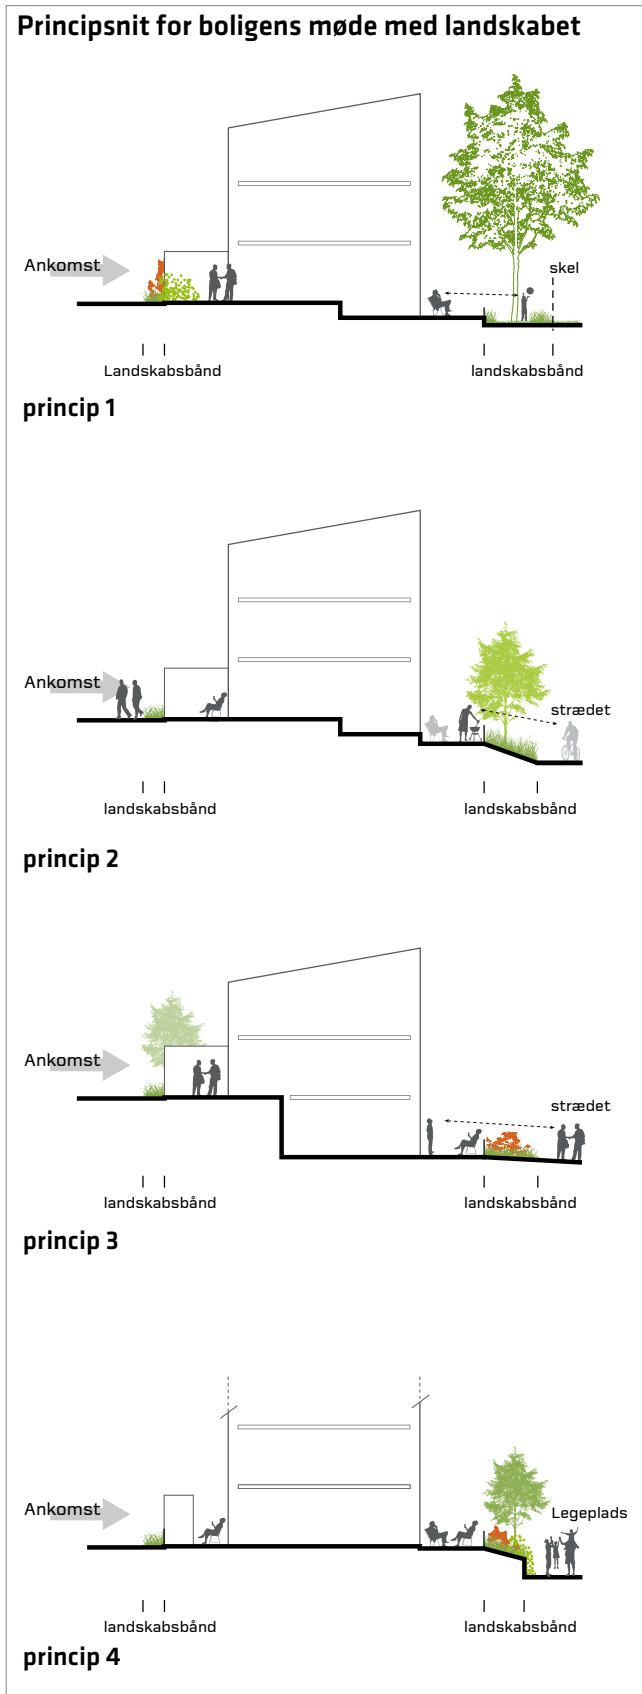 Principsnit for boligens møde med landskabet
Ankomst
skel
Landskabsbånd
landskabsbånd
princip 1
Ankomst
strædet
landskabsbånd
landskabsbånd
princip 2
Ankomst
strædet
landskabsbånd
landskabsbånd
princip 3
Ankomst
Legeplads
landskabsbånd
landskabsbånd
princip 4